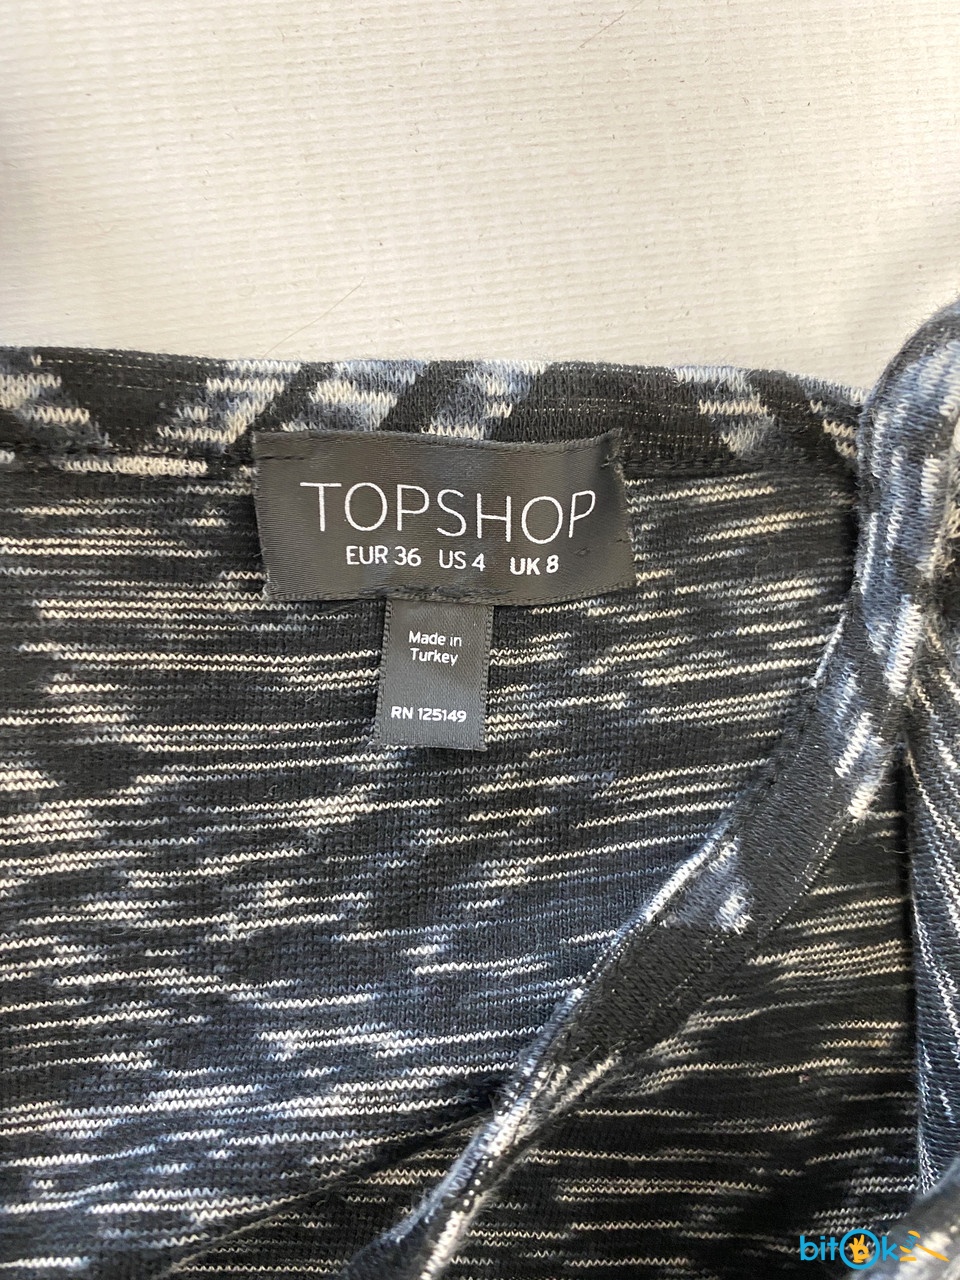 TOPSHOP
EUR 36 US 4 UK 8
Made in
Turkey
RN 125149
bitOk